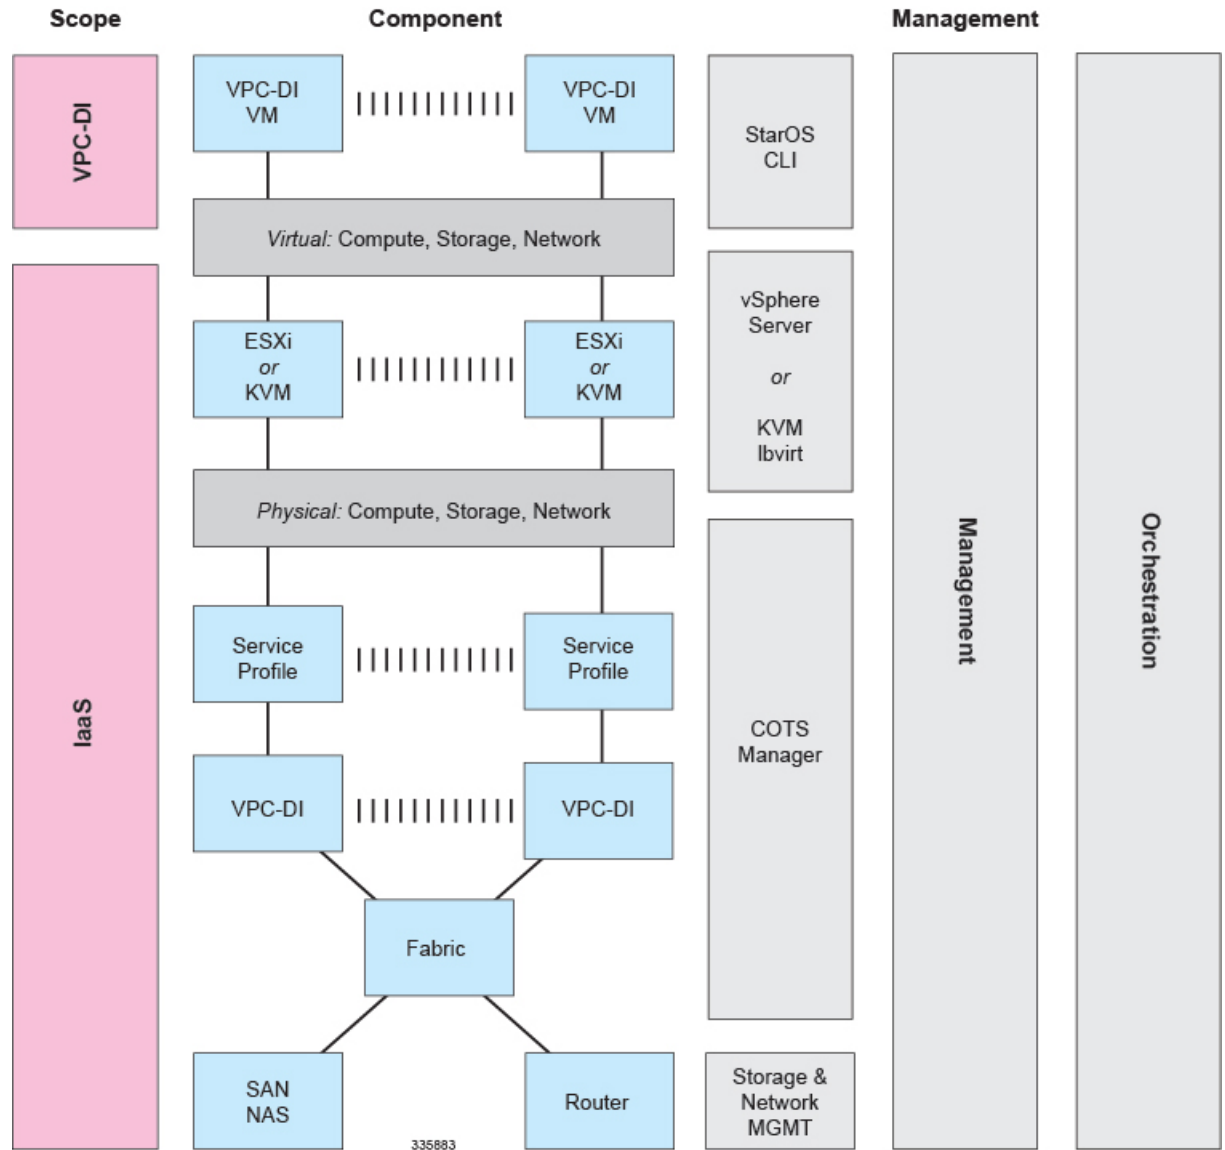 Scope
Component
Management
VPC-DI
VPC-DI
VM
VPC-DI
VM
StarOS
CLI
Virtual: Compute, Storage, Network
IaaS
ESXi
or
KVM
ESXi
or
KVM
vSphere
Server
or
KVM
lbvirt
Physical: Compute, Storage, Network
Management
Orchestration
Service
Profile
Service
Profile
COTS
Manager
VPC-DI
VPC-DI
Fabric
SAN
NAS
Router
Storage &
Network
MGMT
335883